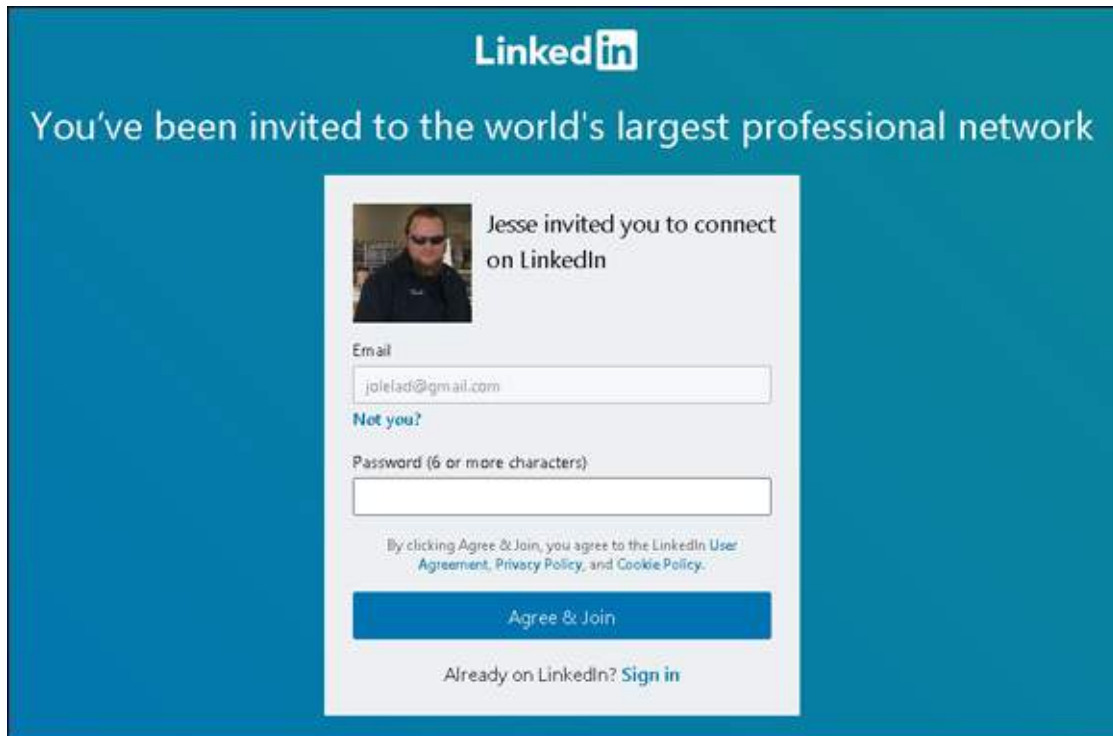 Linked in
You've been invited to the world's largest professional network
Jesse invited you to connect
on LinkedIn
Email
jolelad@gmail.com
Not you?
Password (6 or more characters)
By clicking Agree & Join, you agree to the LinkedIn User
Agreement, Privacy Policy, and Cookie Policy.
Agree & Join
Already on LinkedIn? Sign in